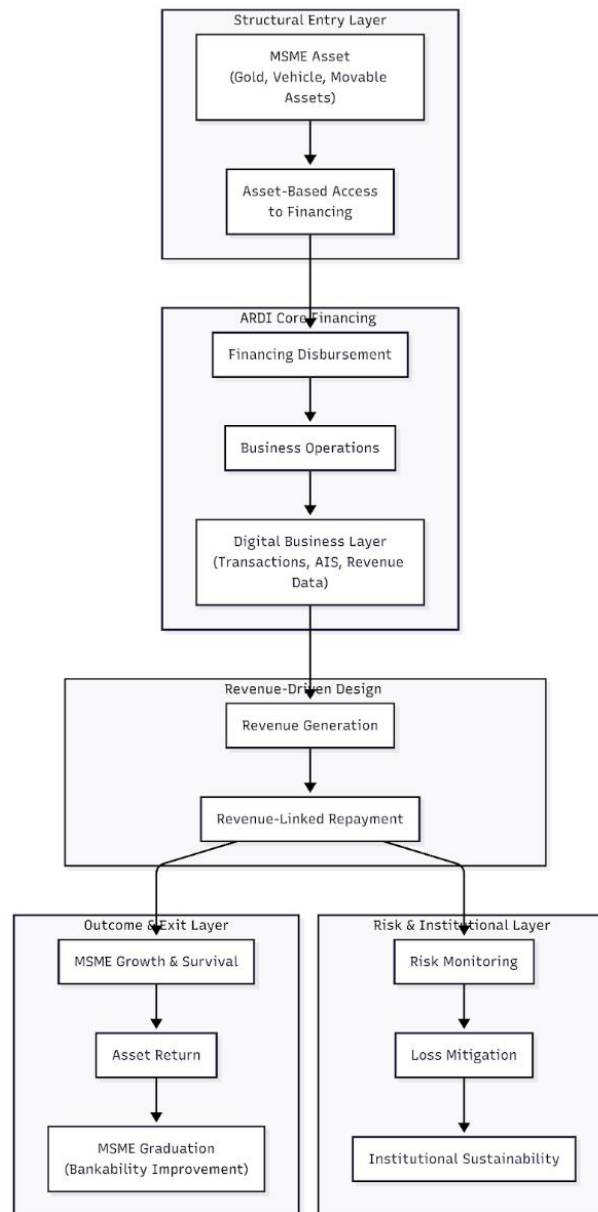 Structural Entry Layer
MSME Asset
(Gold, Vehicle, Movable
Assets)
Asset-Based Access
to Financing
ARDI Core Financing
Financing Disbursement
Business Operations
Digital Business Layer
(Transactions, AIS, Revenue
Data)
Revenue-Driven Design
Revenue Generation
Revenue-Linked Repayment
Outcome & Exit Layer
MSME Growth & Survival
Asset Return
MSME Graduation
(Bankability Improvement)
Risk & Institutional Layer
Risk Monitoring
Loss Mitigation
Institutional Sustainability